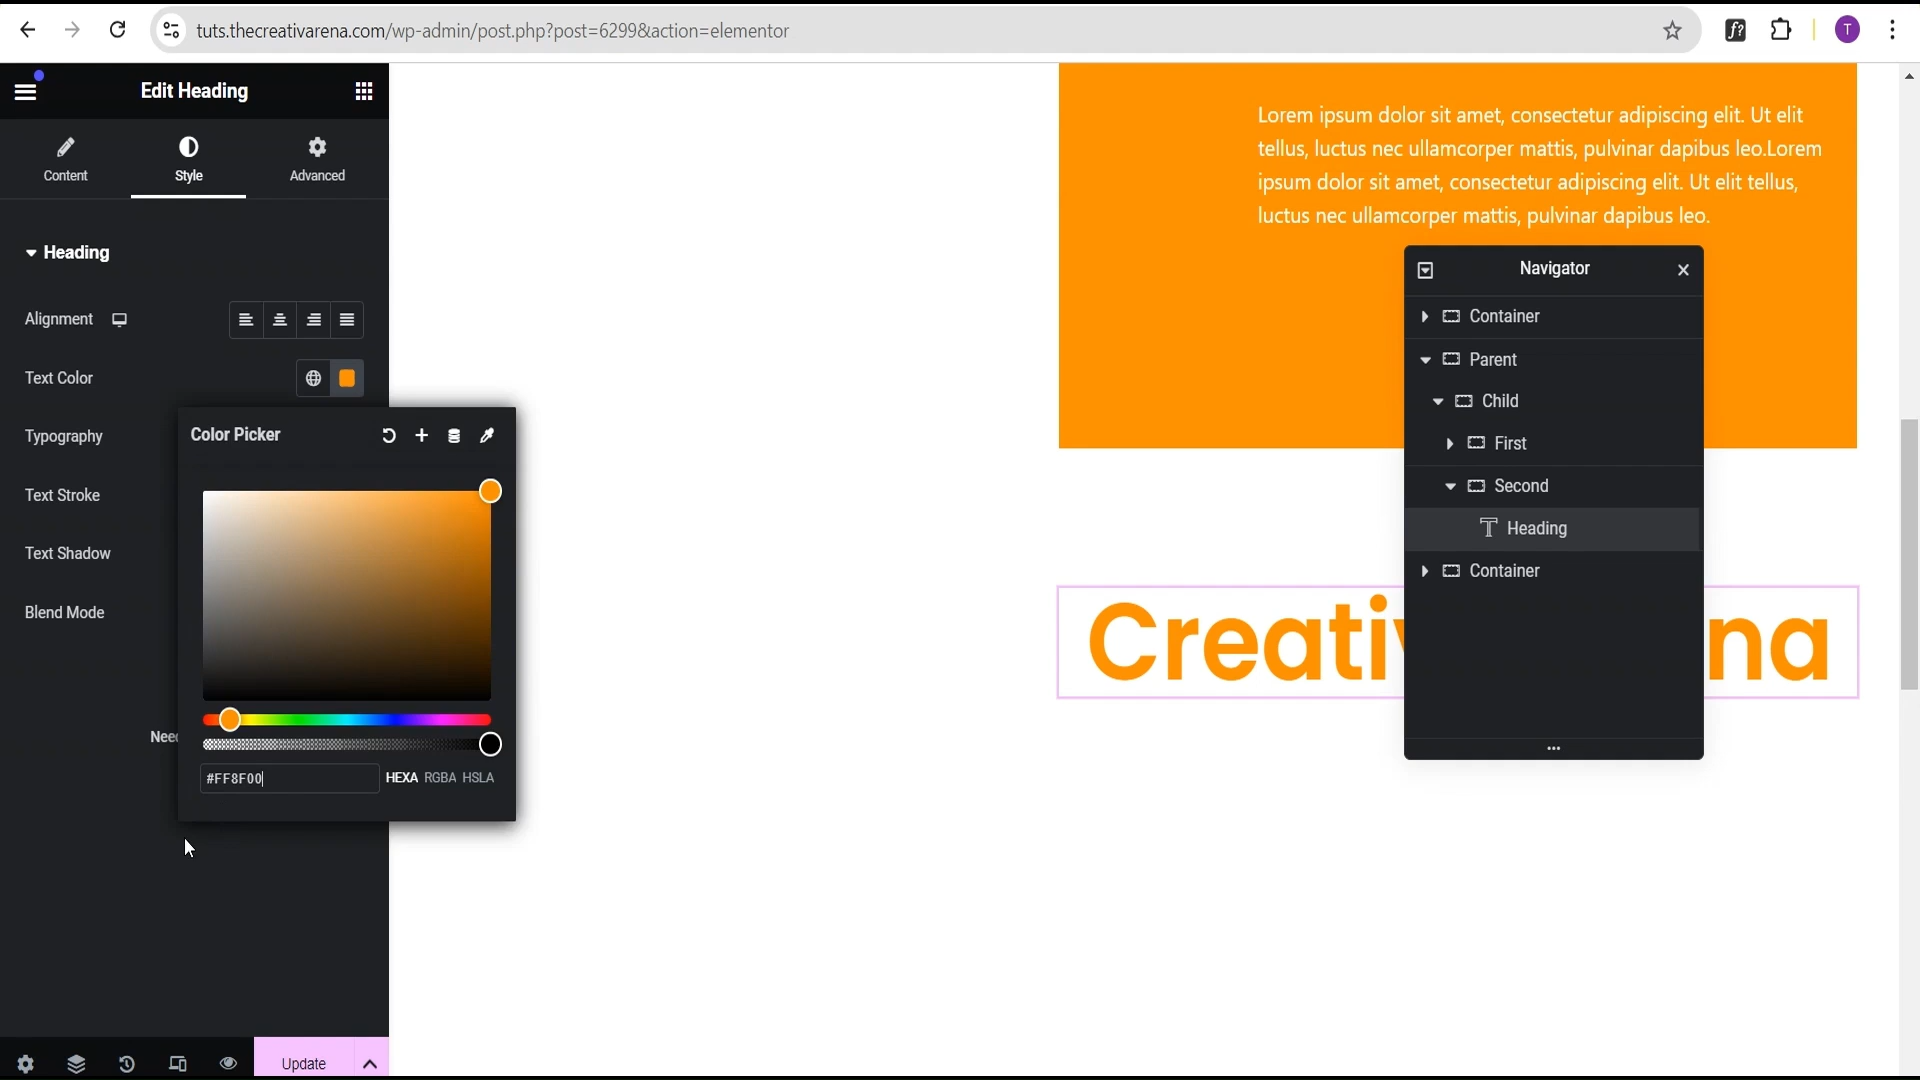 tuts.thecreativarena.com/wp-admin/post.php?post=6299&action=elementor
f?
T
Edit Heading
Content
Style
Advanced
Heading
Alignment
Text Color
Typography
Text Stroke
Text Shadow
Blend Mode
Need
Color Picker
#FF8F00
HEXA RGBA HSLA
Update
Lorem ipsum dolor sit amet, consectetur adipiscing elit. Ut elit
tellus, luctus nec ullamcorper mattis, pulvinar dapibus leo.Lorem
ipsum dolor sit amet, consectetur adipiscing elit. Ut elit tellus,
luctus nec ullamcorper mattis, pulvinar dapibus leo.
Navigator
Container
Parent
Child
First
Second
Heading
Container
Creativ na